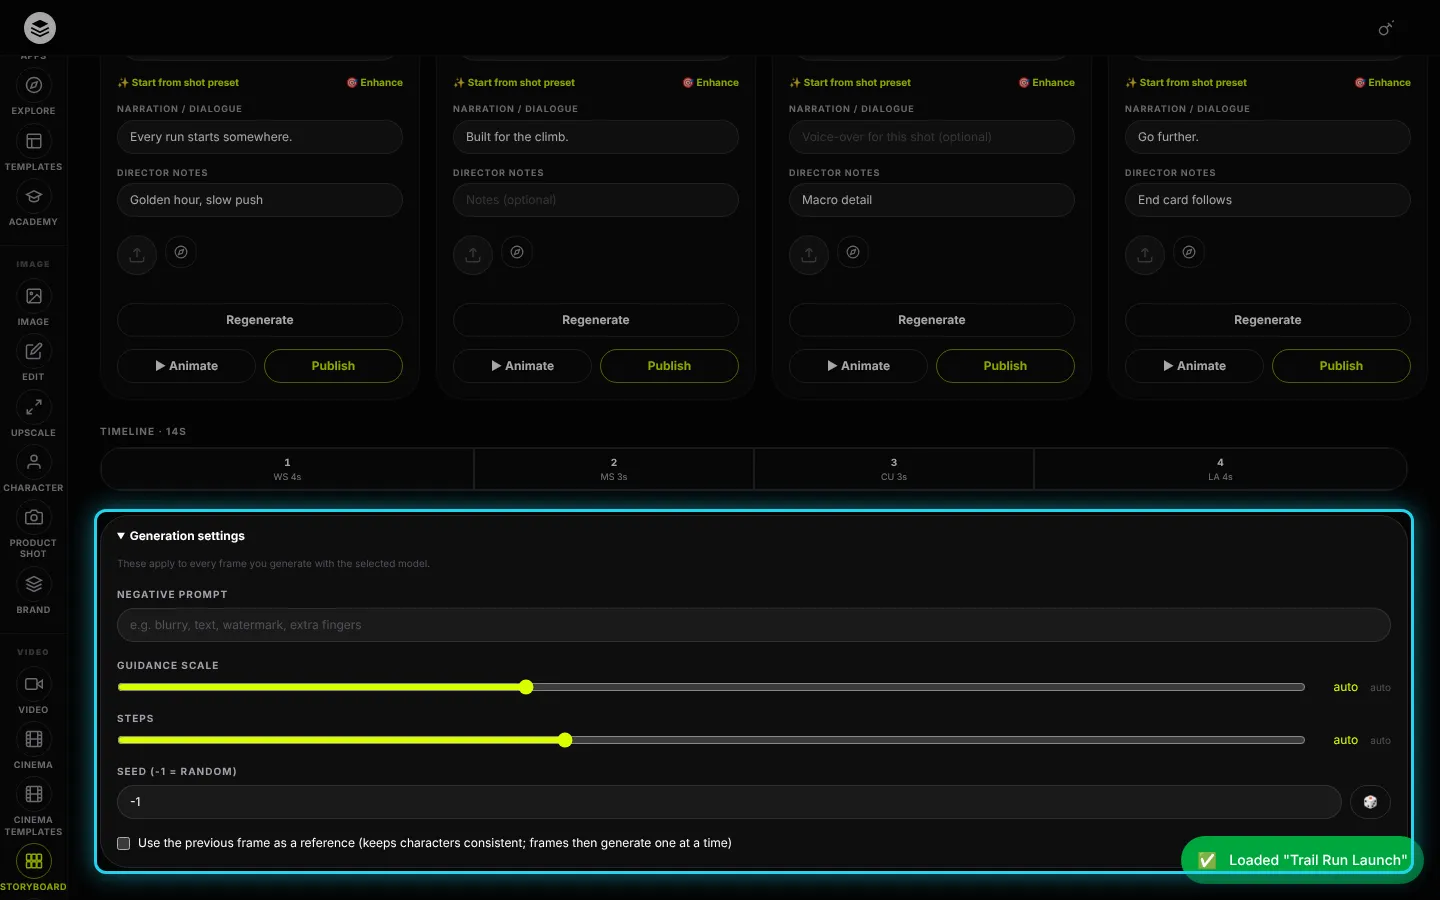 APPS
EXPLORE
TEMPLATES
ACADEMY
IMAGE
IMAGE
EDIT
UPSCALE
CHARACTER
PRODUCT
SHOT
BRAND
VIDEO
VIDEO
CINEMA
CINEMA
TEMPLATES
STORYBOARD
✨ Start from shot preset
🎯 Enhance
NARRATION / DIALOGUE
Every run starts somewhere.
DIRECTOR NOTES
Golden hour, slow push
Regenerate
▶ Animate
Publish
✨ Start from shot preset
🎯 Enhance
NARRATION / DIALOGUE
Built for the climb.
DIRECTOR NOTES
Notes (optional)
Regenerate
▶ Animate
Publish
✨ Start from shot preset
🎯 Enhance
NARRATION / DIALOGUE
Voice-over for this shot (optional)
DIRECTOR NOTES
Macro detail
Regenerate
▶ Animate
Publish
✨ Start from shot preset
🎯 Enhance
NARRATION / DIALOGUE
Go further.
DIRECTOR NOTES
End card follows
Regenerate
▶ Animate
Publish
TIMELINE · 14S
1
WS 4s
2
MS 3s
3
CU 3s
4
LA 4s
▼ Generation settings
These apply to every frame you generate with the selected model.
NEGATIVE PROMPT
e.g. blurry, text, watermark, extra fingers
GUIDANCE SCALE
auto auto
STEPS
auto auto
SEED (-1 = RANDOM)
-1
Use the previous frame as a reference (keeps characters consistent; frames then generate one at a time)
✅ Loaded "Trail Run Launch"